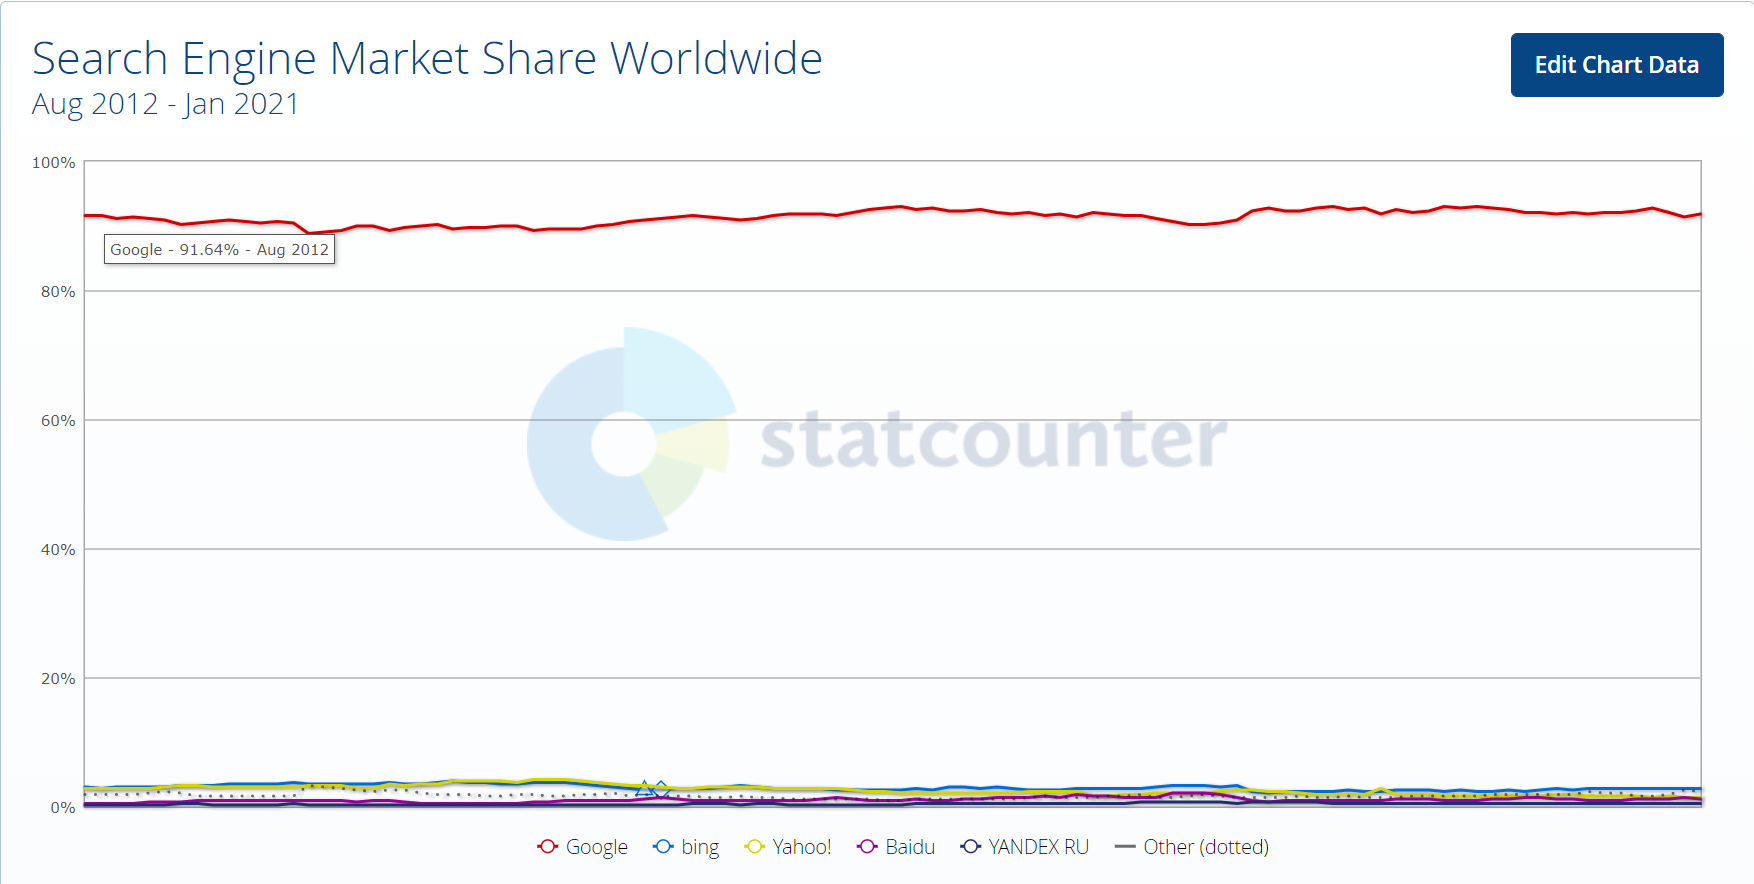 Search Engine Market Share Worldwide
Edit Chart Data
Aug 2012 - Jan 2021
100%
Google - 91.64% - Aug 2012
80%
60%
statcounter
40%
20%
0%
Google bing Yahoo! Baidu YANDEX RU Other (dotted)